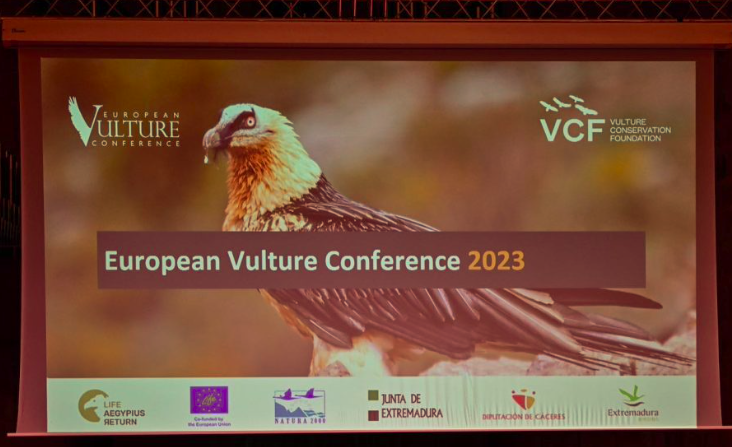 EUROPEAN
VULTURE
CONFERENCE
VCF
VULTURE
CONSERVATION
FOUNDATION
European Vulture Conference 2023
LIFE
AEGYPIUS
RETURN
Co-funded by
the European Union
NATURA 2000
JUNTA DE
EXTREMADURA
DIPUTACIÓN DE CÁCERES
Extremadura